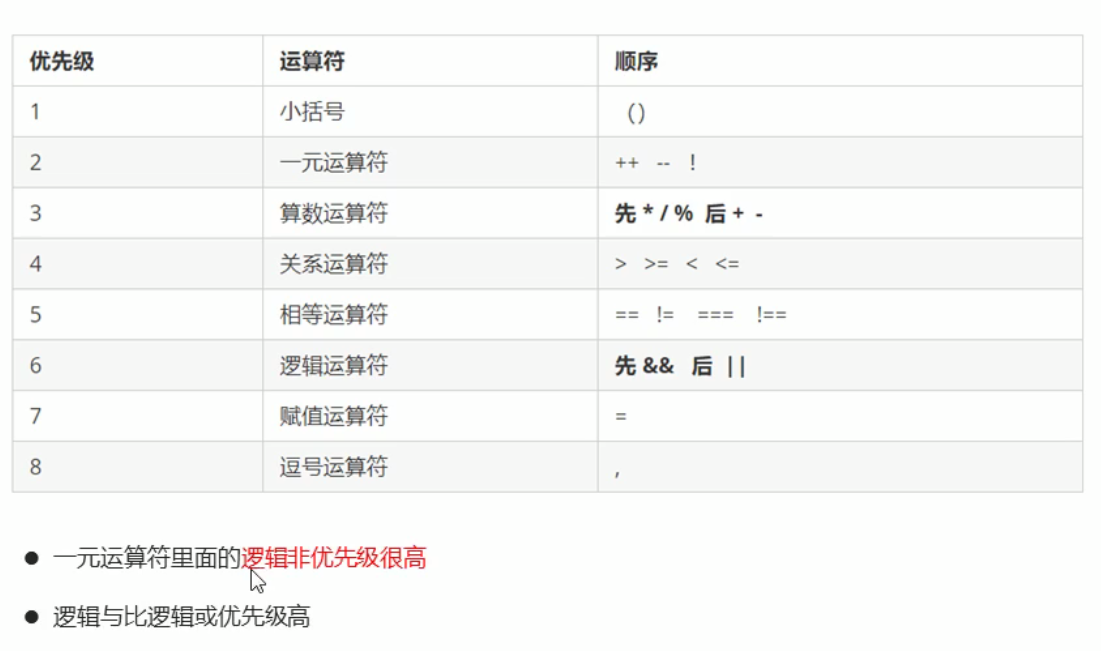 优先级 运算符 顺序
1 小括号 ()
2 一元运算符 ++ -- !
3 算数运算符 先 * / % 后 + -
4 关系运算符 > >= < <=
5 相等运算符 == != === !==
6 逻辑运算符 先 && 后 ||
7 赋值运算符 =
8 逗号运算符 ,
● 一元运算符里面的逻辑非优先级很高
● 逻辑与比逻辑或优先级高